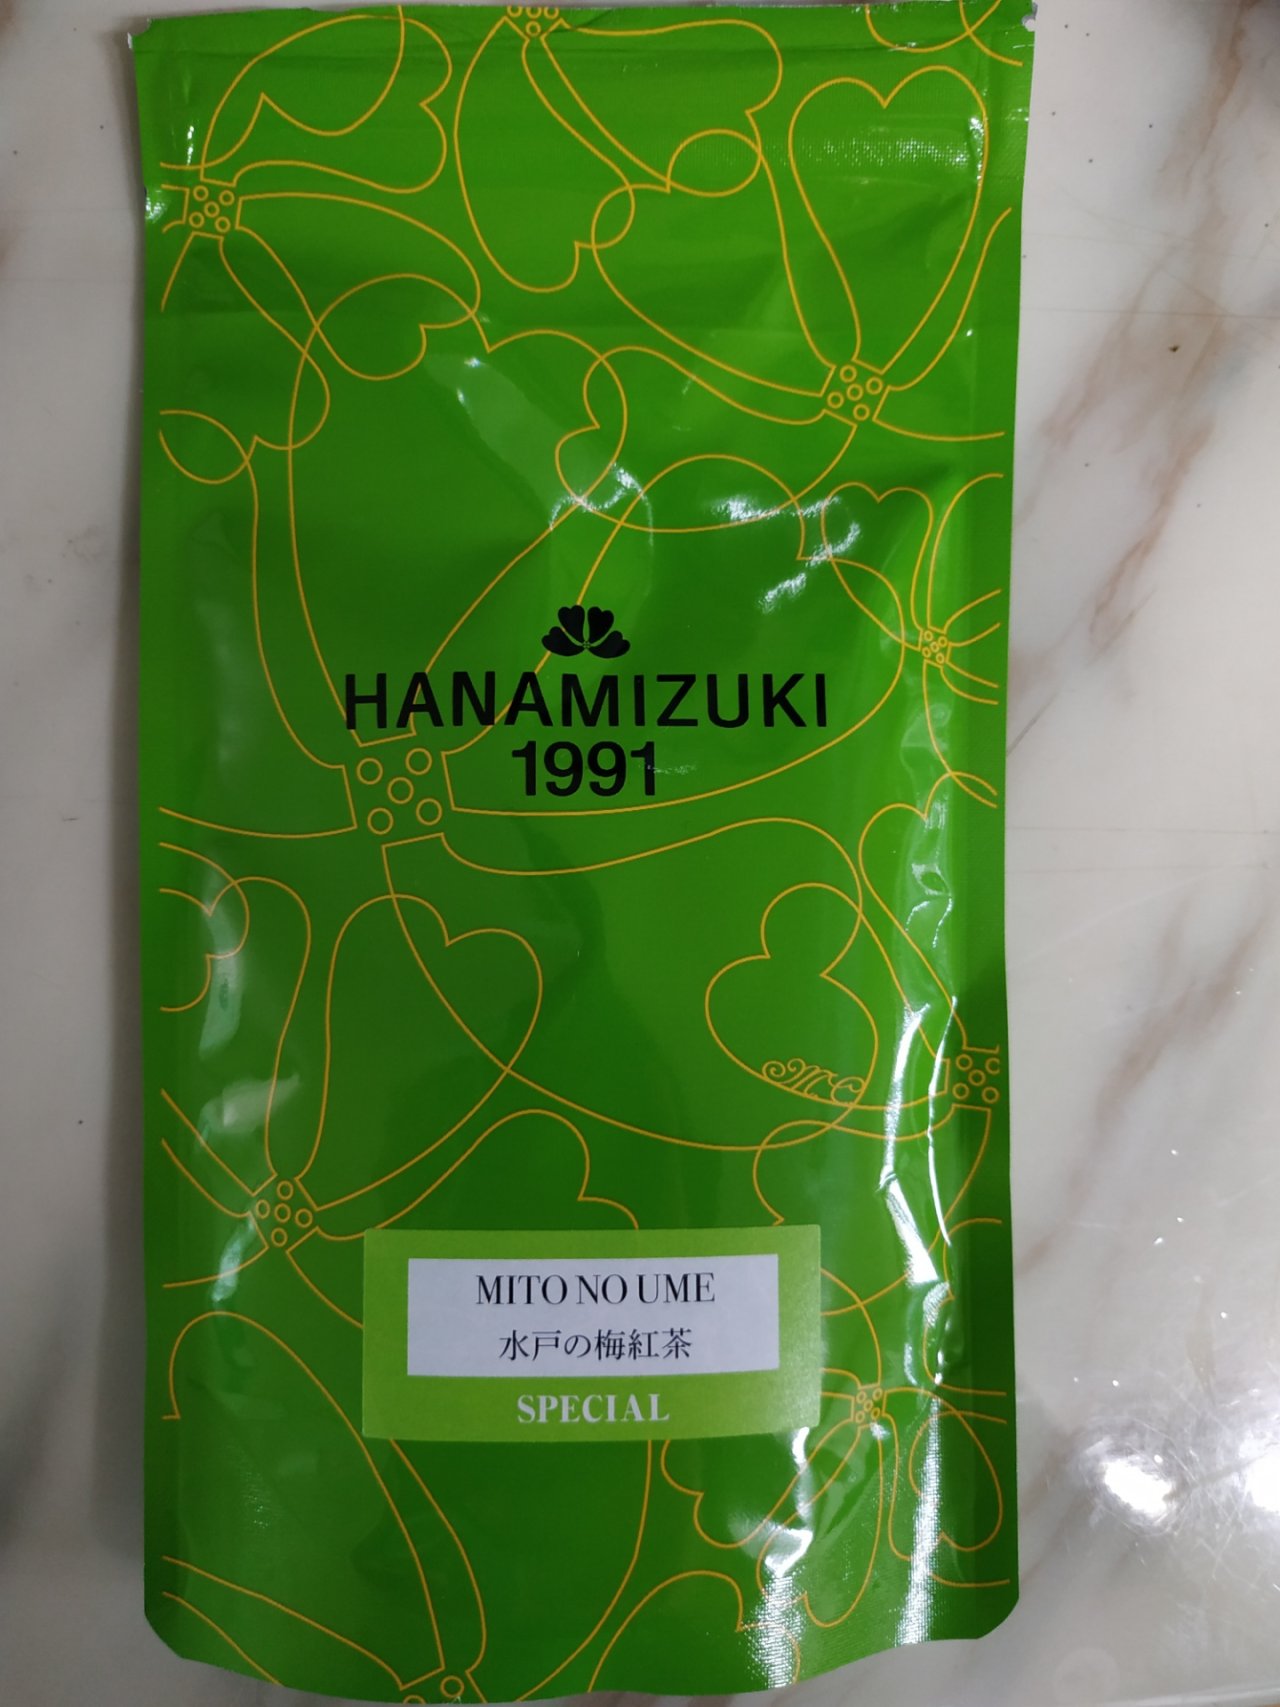 HANAMIZUKI
1991
MITO NO UME
水戸の梅紅茶
SPECIAL